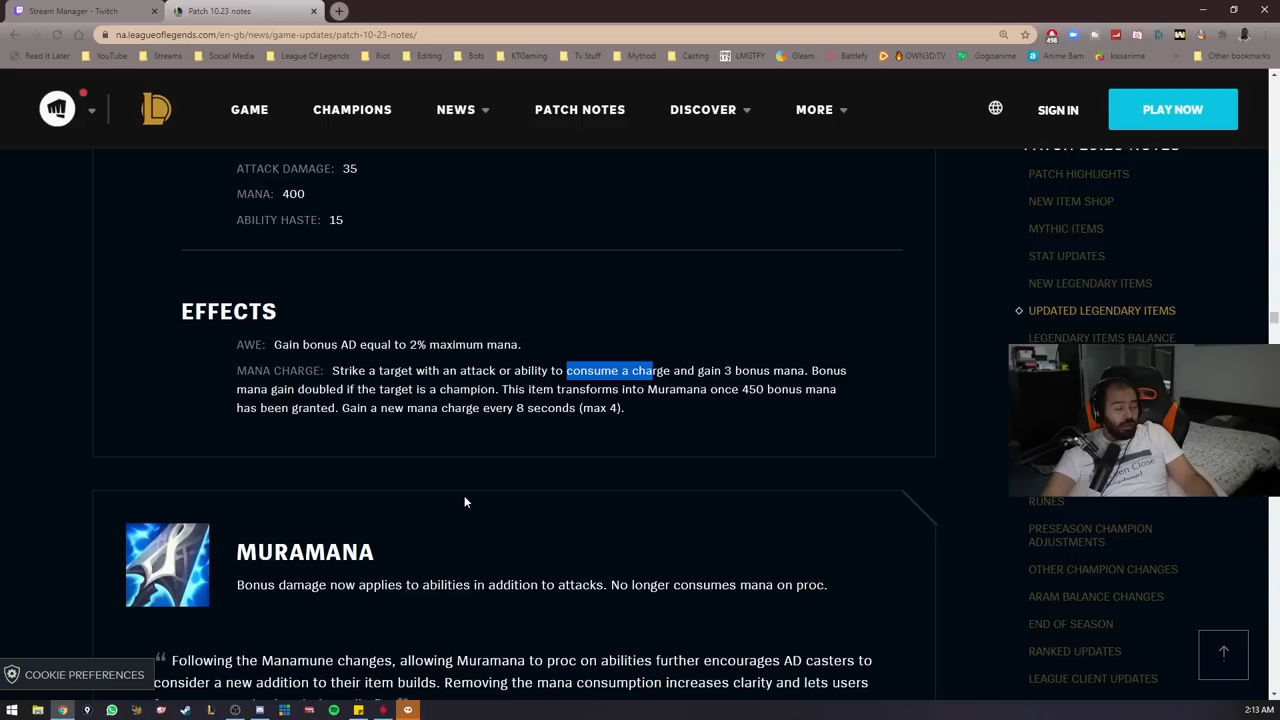 Stream Manager - Twitch
Patch 10.23 notes
na.leagueoflegends.com/en-gb/news/game-updates/patch-10-23-notes/
498
Read It Later
YouTube
Streams
Social Media
League Of Legends
Riot
Editing
Bots
KTGaming
Tv Stuff
Mythod
Casting
LMGTFY
Gleam
Battlefy
OWN3D.TV
Gogoanime
Anime Bam
kissanime
Other bookmarks
GAME
CHAMPIONS
NEWS
PATCH NOTES
DISCOVER
MORE
SIGN IN
PLAY NOW
ATTACK DAMAGE: 35
MANA: 400
ABILITY HASTE: 15
EFFECTS
AWE: Gain bonus AD equal to 2% maximum mana.
MANA CHARGE: Strike a target with an attack or ability to consume a charge and gain 3 bonus mana. Bonus
mana gain doubled if the target is a champion. This item transforms into Muramana once 450 bonus mana
has been granted. Gain a new mana charge every 8 seconds (max 4).
MURAMANA
Bonus damage now applies to abilities in addition to attacks. No longer consumes mana on proc.
Following the Manamune changes, allowing Muramana to proc on abilities further encourages AD casters to
consider a new addition to their item builds. Removing the mana consumption increases clarity and lets users
COOKIE PREFERENCES
PATCH 10.23 NOTES
PATCH HIGHLIGHTS
NEW ITEM SHOP
MYTHIC ITEMS
STAT UPDATES
NEW LEGENDARY ITEMS
UPDATED LEGENDARY ITEMS
LEGENDARY ITEMS BALANCE
RUNES
PRESEASON CHAMPION
ADJUSTMENTS
OTHER CHAMPION CHANGES
ARAM BALANCE CHANGES
END OF SEASON
RANKED UPDATES
LEAGUE CLIENT UPDATES
2:13 AM